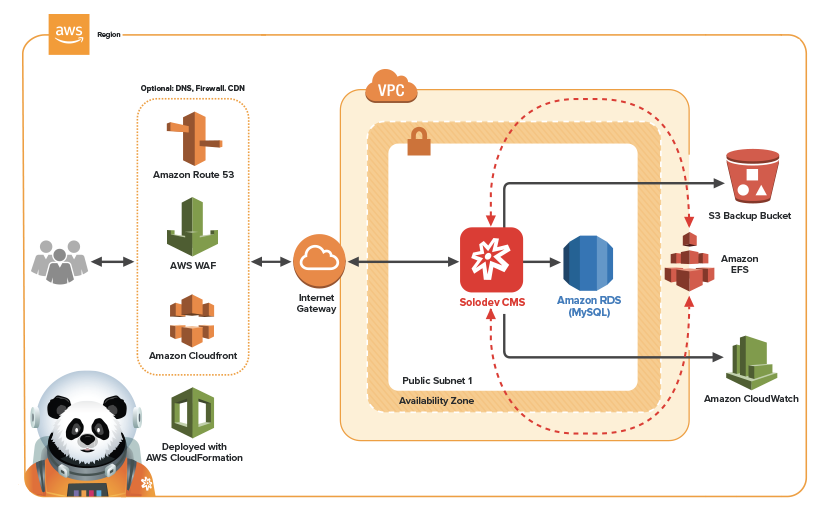 aws
Region
Optional: DNS, Firewall. CDN
VPC
Amazon Route 53
S3 Backup Bucket
AWS WAF
Amazon
EFS
Internet
Gateway
Solodev CMS
Amazon RDS
(MySQL)
Amazon Cloudfront
Public Subnet 1
Availability Zone
Amazon CloudWatch
Deployed with
AWS CloudFormation